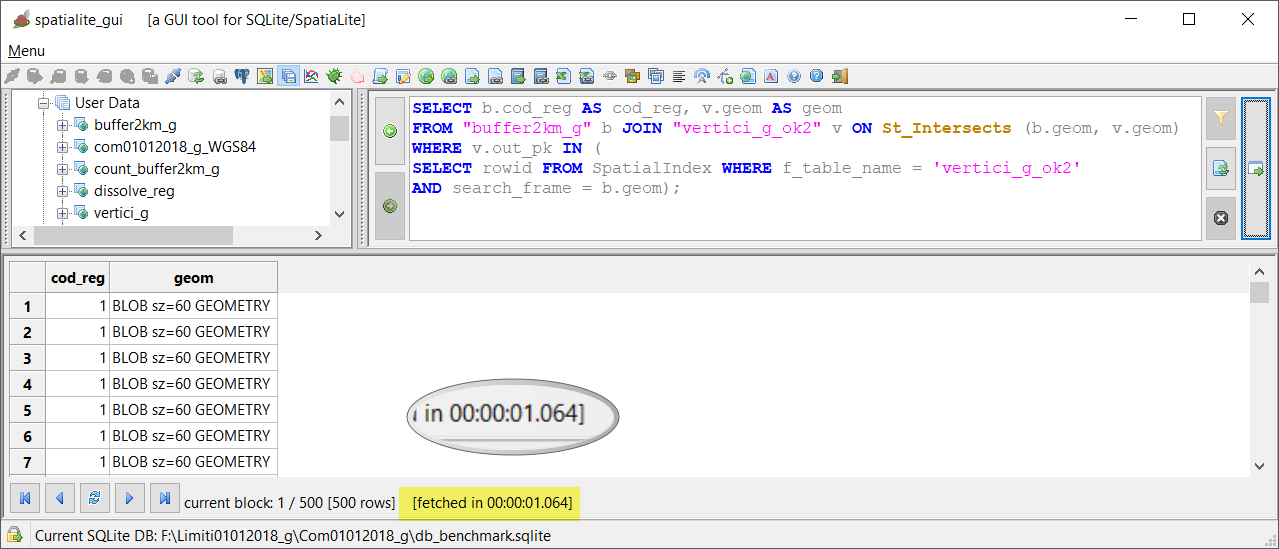 spatialite_gui [a GUI tool for SQLite/SpatiaLite]
Menu
User Data
buffer2km_g
com01012018_g_WGS84
count_buffer2km_g
dissolve_reg
vertici_g
SELECT b.cod_reg AS cod_reg, v.geom AS geom
FROM "buffer2km_g" b JOIN "vertici_g_ok2" v ON St_Intersects (b.geom, v.geom)
WHERE v.out_pk IN (
SELECT rowid FROM SpatialIndex WHERE f_table_name = 'vertici_g_ok2'
AND search_frame = b.geom);
cod_reg geom
1 1 BLOB sz=60 GEOMETRY
2 1 BLOB sz=60 GEOMETRY
3 1 BLOB sz=60 GEOMETRY
4 1 BLOB sz=60 GEOMETRY
5 1 BLOB sz=60 GEOMETRY
6 1 BLOB sz=60 GEOMETRY
7 1 BLOB sz=60 GEOMETRY
in 00:00:01.064]
current block: 1 / 500 [500 rows] [fetched in 00:00:01.064]
Current SQLite DB: F:\Limiti01012018_g\Com01012018_g\db_benchmark.sqlite